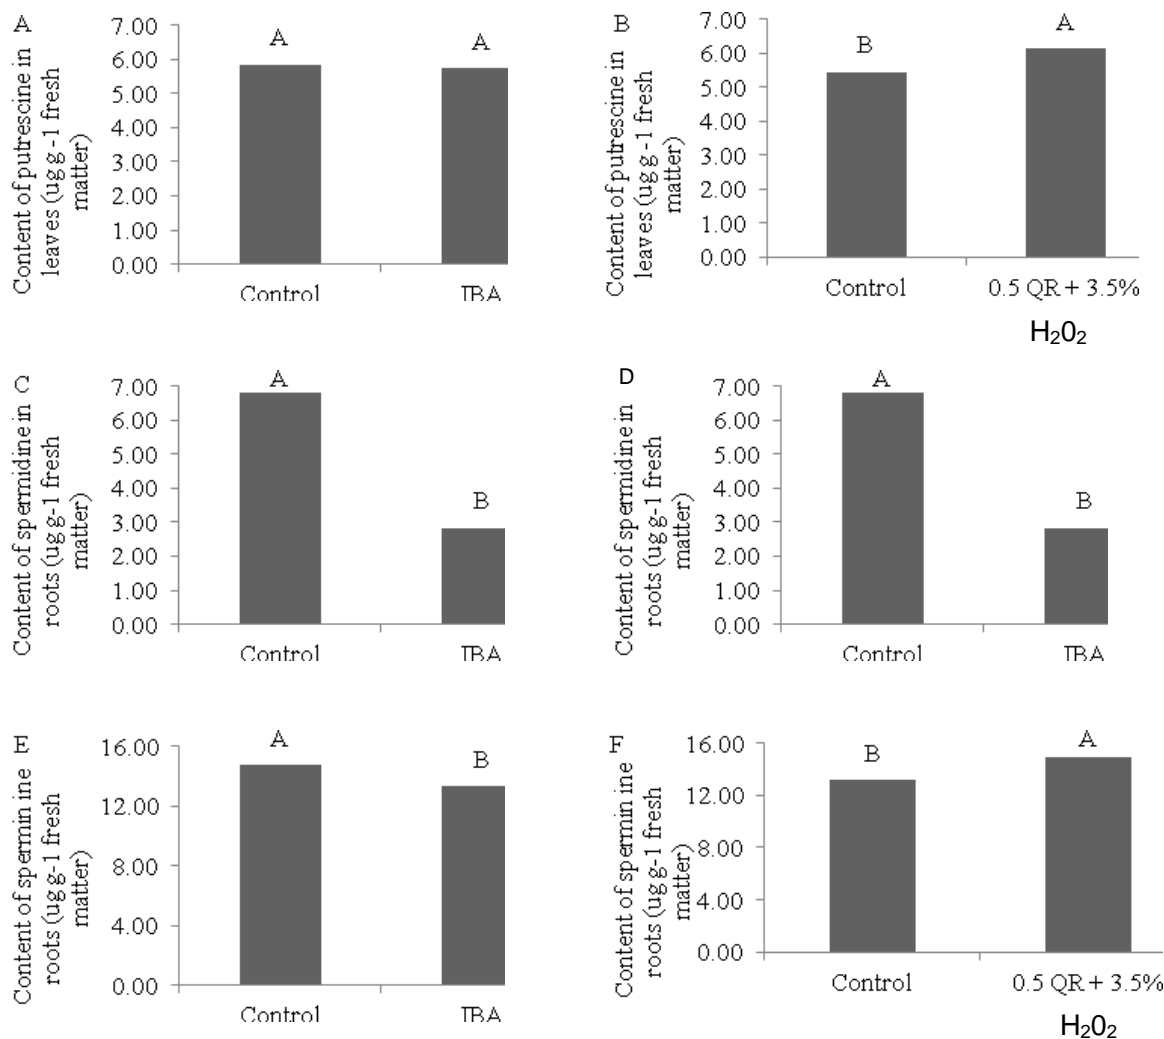 A
Content of putrescine in
leaves (ug g -1 fresh
matter)
7.00
6.00
5.00
4.00
3.00
2.00
1.00
0.00
A
A
Control
IBA
B
Content of putrescine in
leaves (ug g -1 fresh
matter)
7.00
6.00
5.00
4.00
3.00
2.00
1.00
0.00
B
A
Control
0.5 QR + 3.5%
H₂0₂
C
Content of spermidine in
roots (ug g-1 fresh
matter)
7.00
6.00
5.00
4.00
3.00
2.00
1.00
0.00
A
B
Control
IBA
D
Content of spermidine in
roots (ug g-1 fresh
matter)
7.00
6.00
5.00
4.00
3.00
2.00
1.00
0.00
A
B
Control
IBA
E
Content of spermin ine
roots (ug g-1 fresh
matter)
16.00
12.00
8.00
4.00
0.00
A
B
Control
IBA
F
Content of spermin ine
roots (ug g-1 fresh
matter)
16.00
12.00
8.00
4.00
0.00
B
A
Control
0.5 QR + 3.5%
H₂0₂